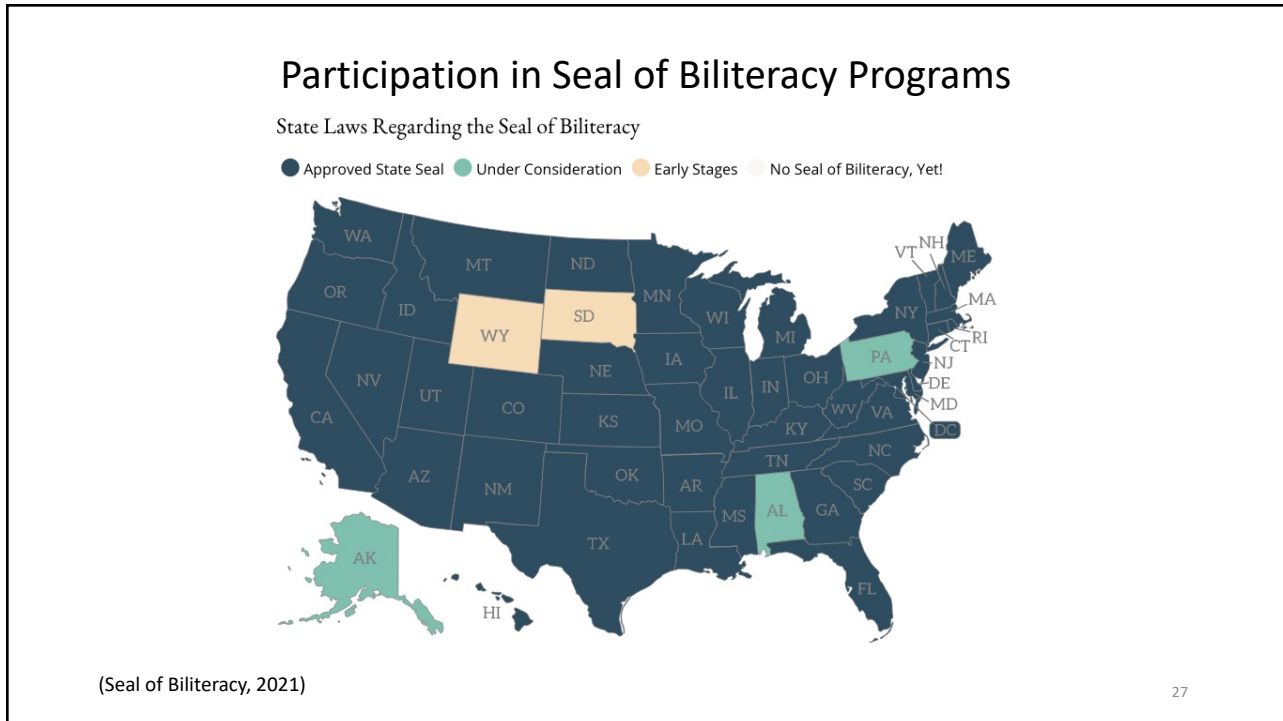 Participation in Seal of Biliteracy Programs
State Laws Regarding the Seal of Biliteracy
Approved State Seal Under Consideration Early Stages No Seal of Biliteracy, Yet!
WA
MT
ND
MN
VT
NH
ME
OR
ID
WY
SD
WI
MI
NY
MA
RI
CT
NV
UT
CO
NE
IA
IL
IN
OH
PA
NJ
DE
MD
DC
CA
AZ
NM
KS
OK
MO
AR
KY
WV
VA
TN
NC
SC
MS
AL
GA
TX
LA
FL
AK
HI
(Seal of Biliteracy, 2021)
27